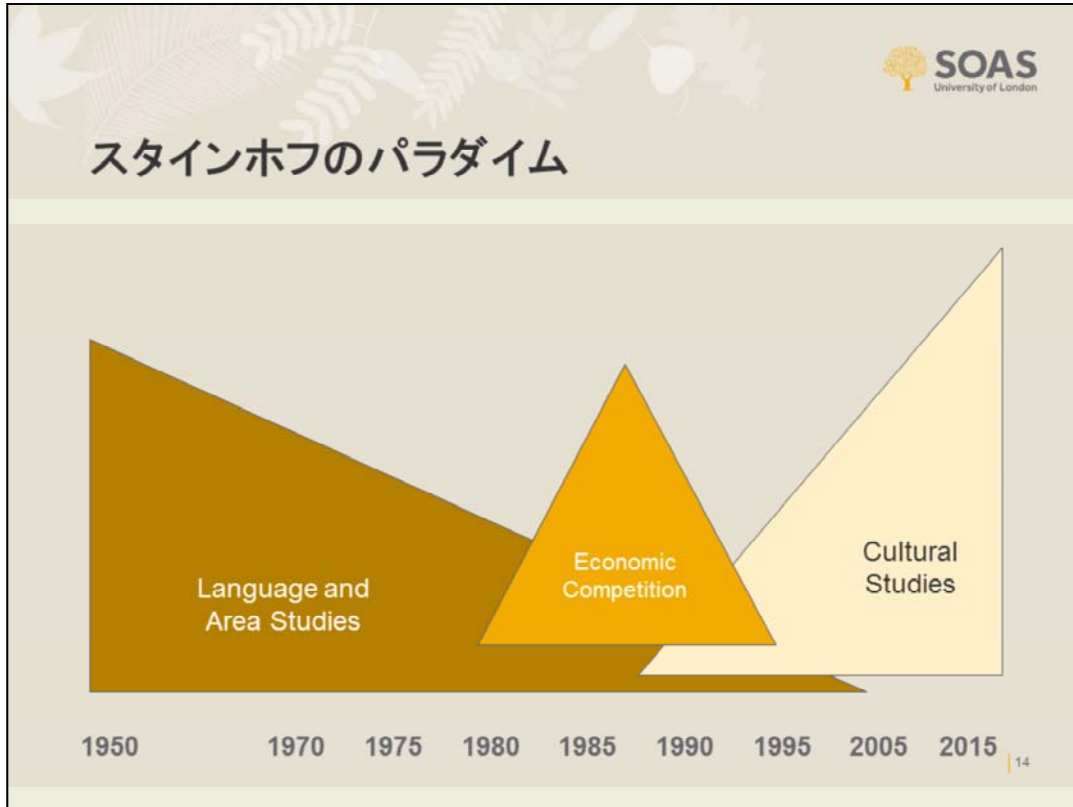 SOAS
University of London
スタインホフのパラダイム
Language and
Area Studies
Economic
Competition
Cultural
Studies
1950 1970 1975 1980 1985 1990 1995 2005 2015
14